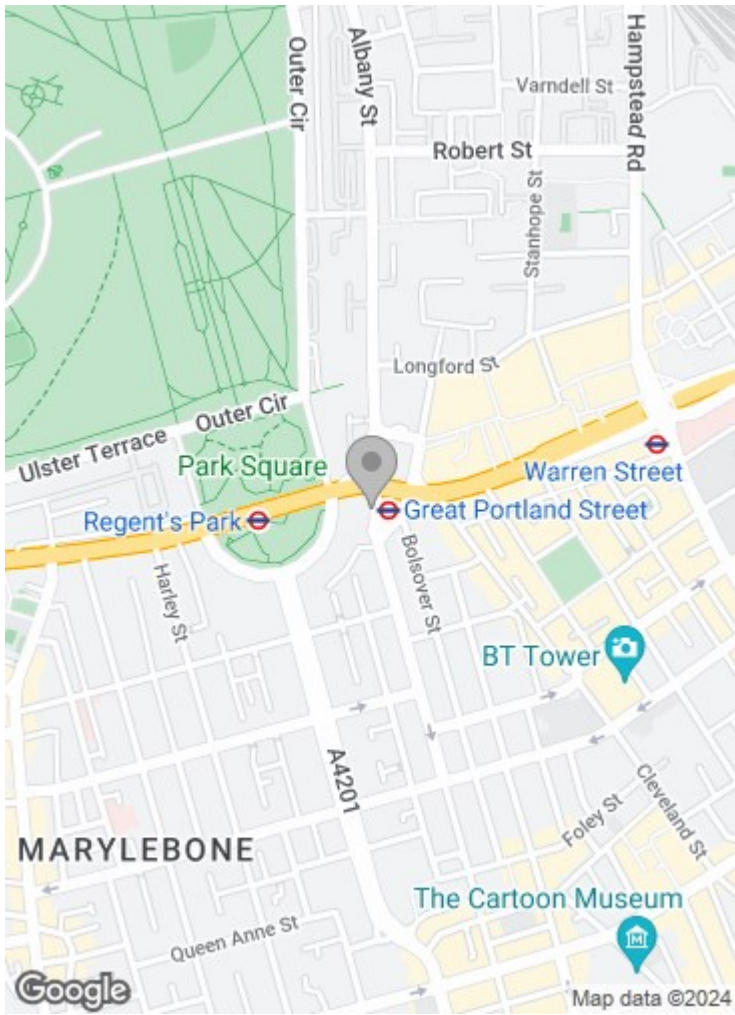 Outer Cir
Albany St
Hampstead Rd
Varndell St
Robert St
Stanhope St
Longford St
Outer Cir
Ulster Terrace
Park Square
Warren Street
Regent's Park
Great Portland Street
Harley St
Bolsover St
BT Tower
A4201
Cleveland St
Foley St
MARYLEBONE
The Cartoon Museum
M
Queen Anne St
Google
Map data ©2024